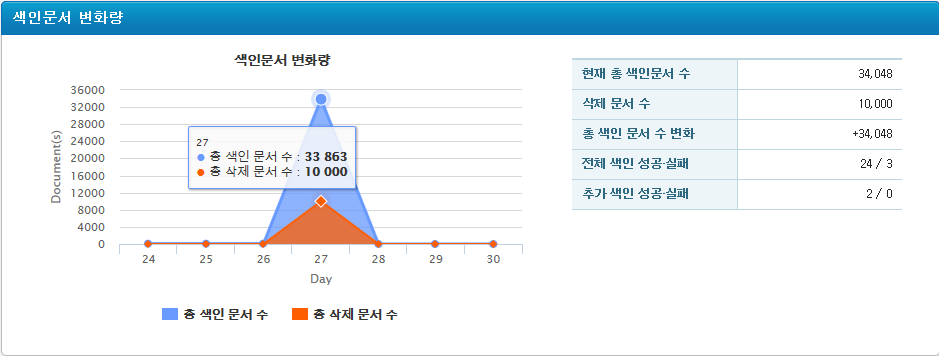 색인문서 변화량
색인문서 변화량
36000
32000
28000
24000
20000
16000
12000
8000
4000
0
Document(s)
27
총 색인 문서 수 : 33 863
총 삭제 문서 수 : 10 000
24 25 26 27 28 29 30
Day
총 색인 문서 수 총 삭제 문서 수
현재 총 색인문서 수 34,048
삭제 문서 수 10,000
총 색인 문서 수 변화 +34,048
전체 색인 성공·실패 24 / 3
추가 색인 성공·실패 2 / 0